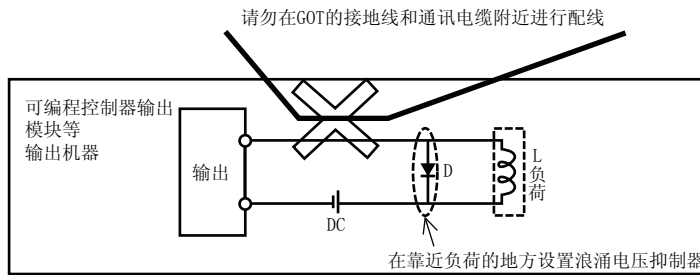 请勿在GOT的接地线和通讯电缆附近进行配线
可编程控制器输出
模块等
输出机器
输出
D
L
负
荷
DC
在靠近负荷的地方设置浪涌电压抑制器